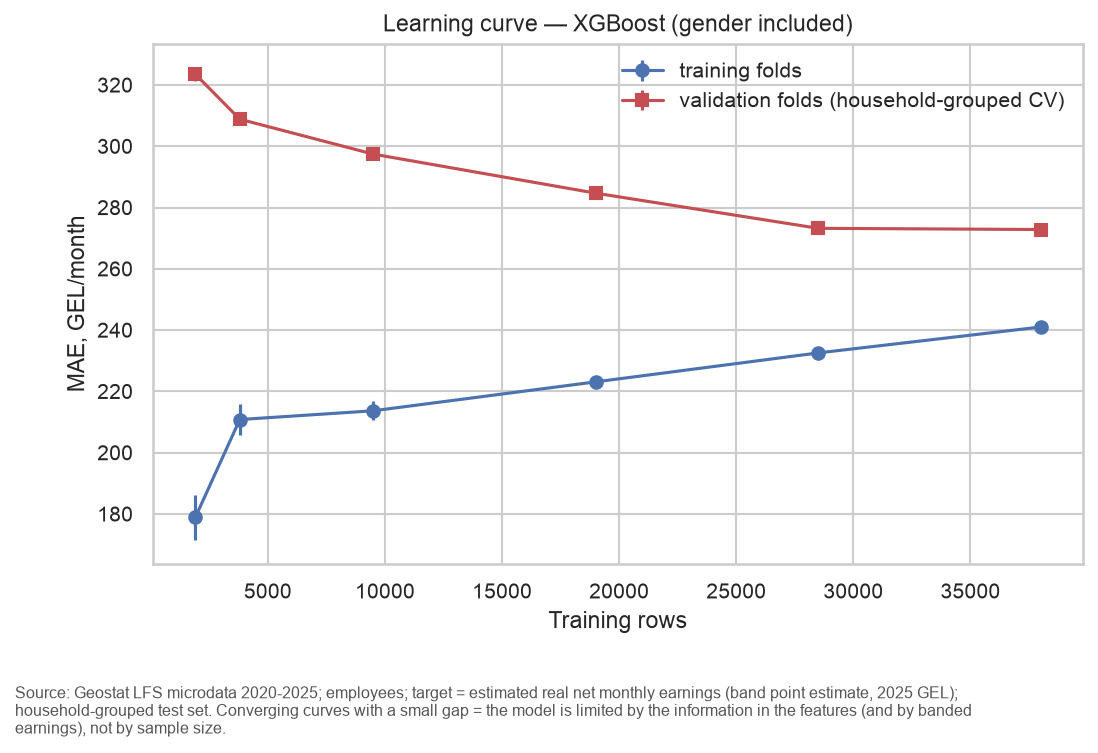 Learning curve — XGBoost (gender included)
training folds
validation folds (household-grouped CV)
MAE, GEL/month
320
300
280
260
240
220
200
180
5000
10000
15000
20000
25000
30000
35000
Training rows
Source: Geostat LFS microdata 2020-2025; employees; target = estimated real net monthly earnings (band point estimate, 2025 GEL);
household-grouped test set. Converging curves with a small gap = the model is limited by the information in the features (and by banded
earnings), not by sample size.